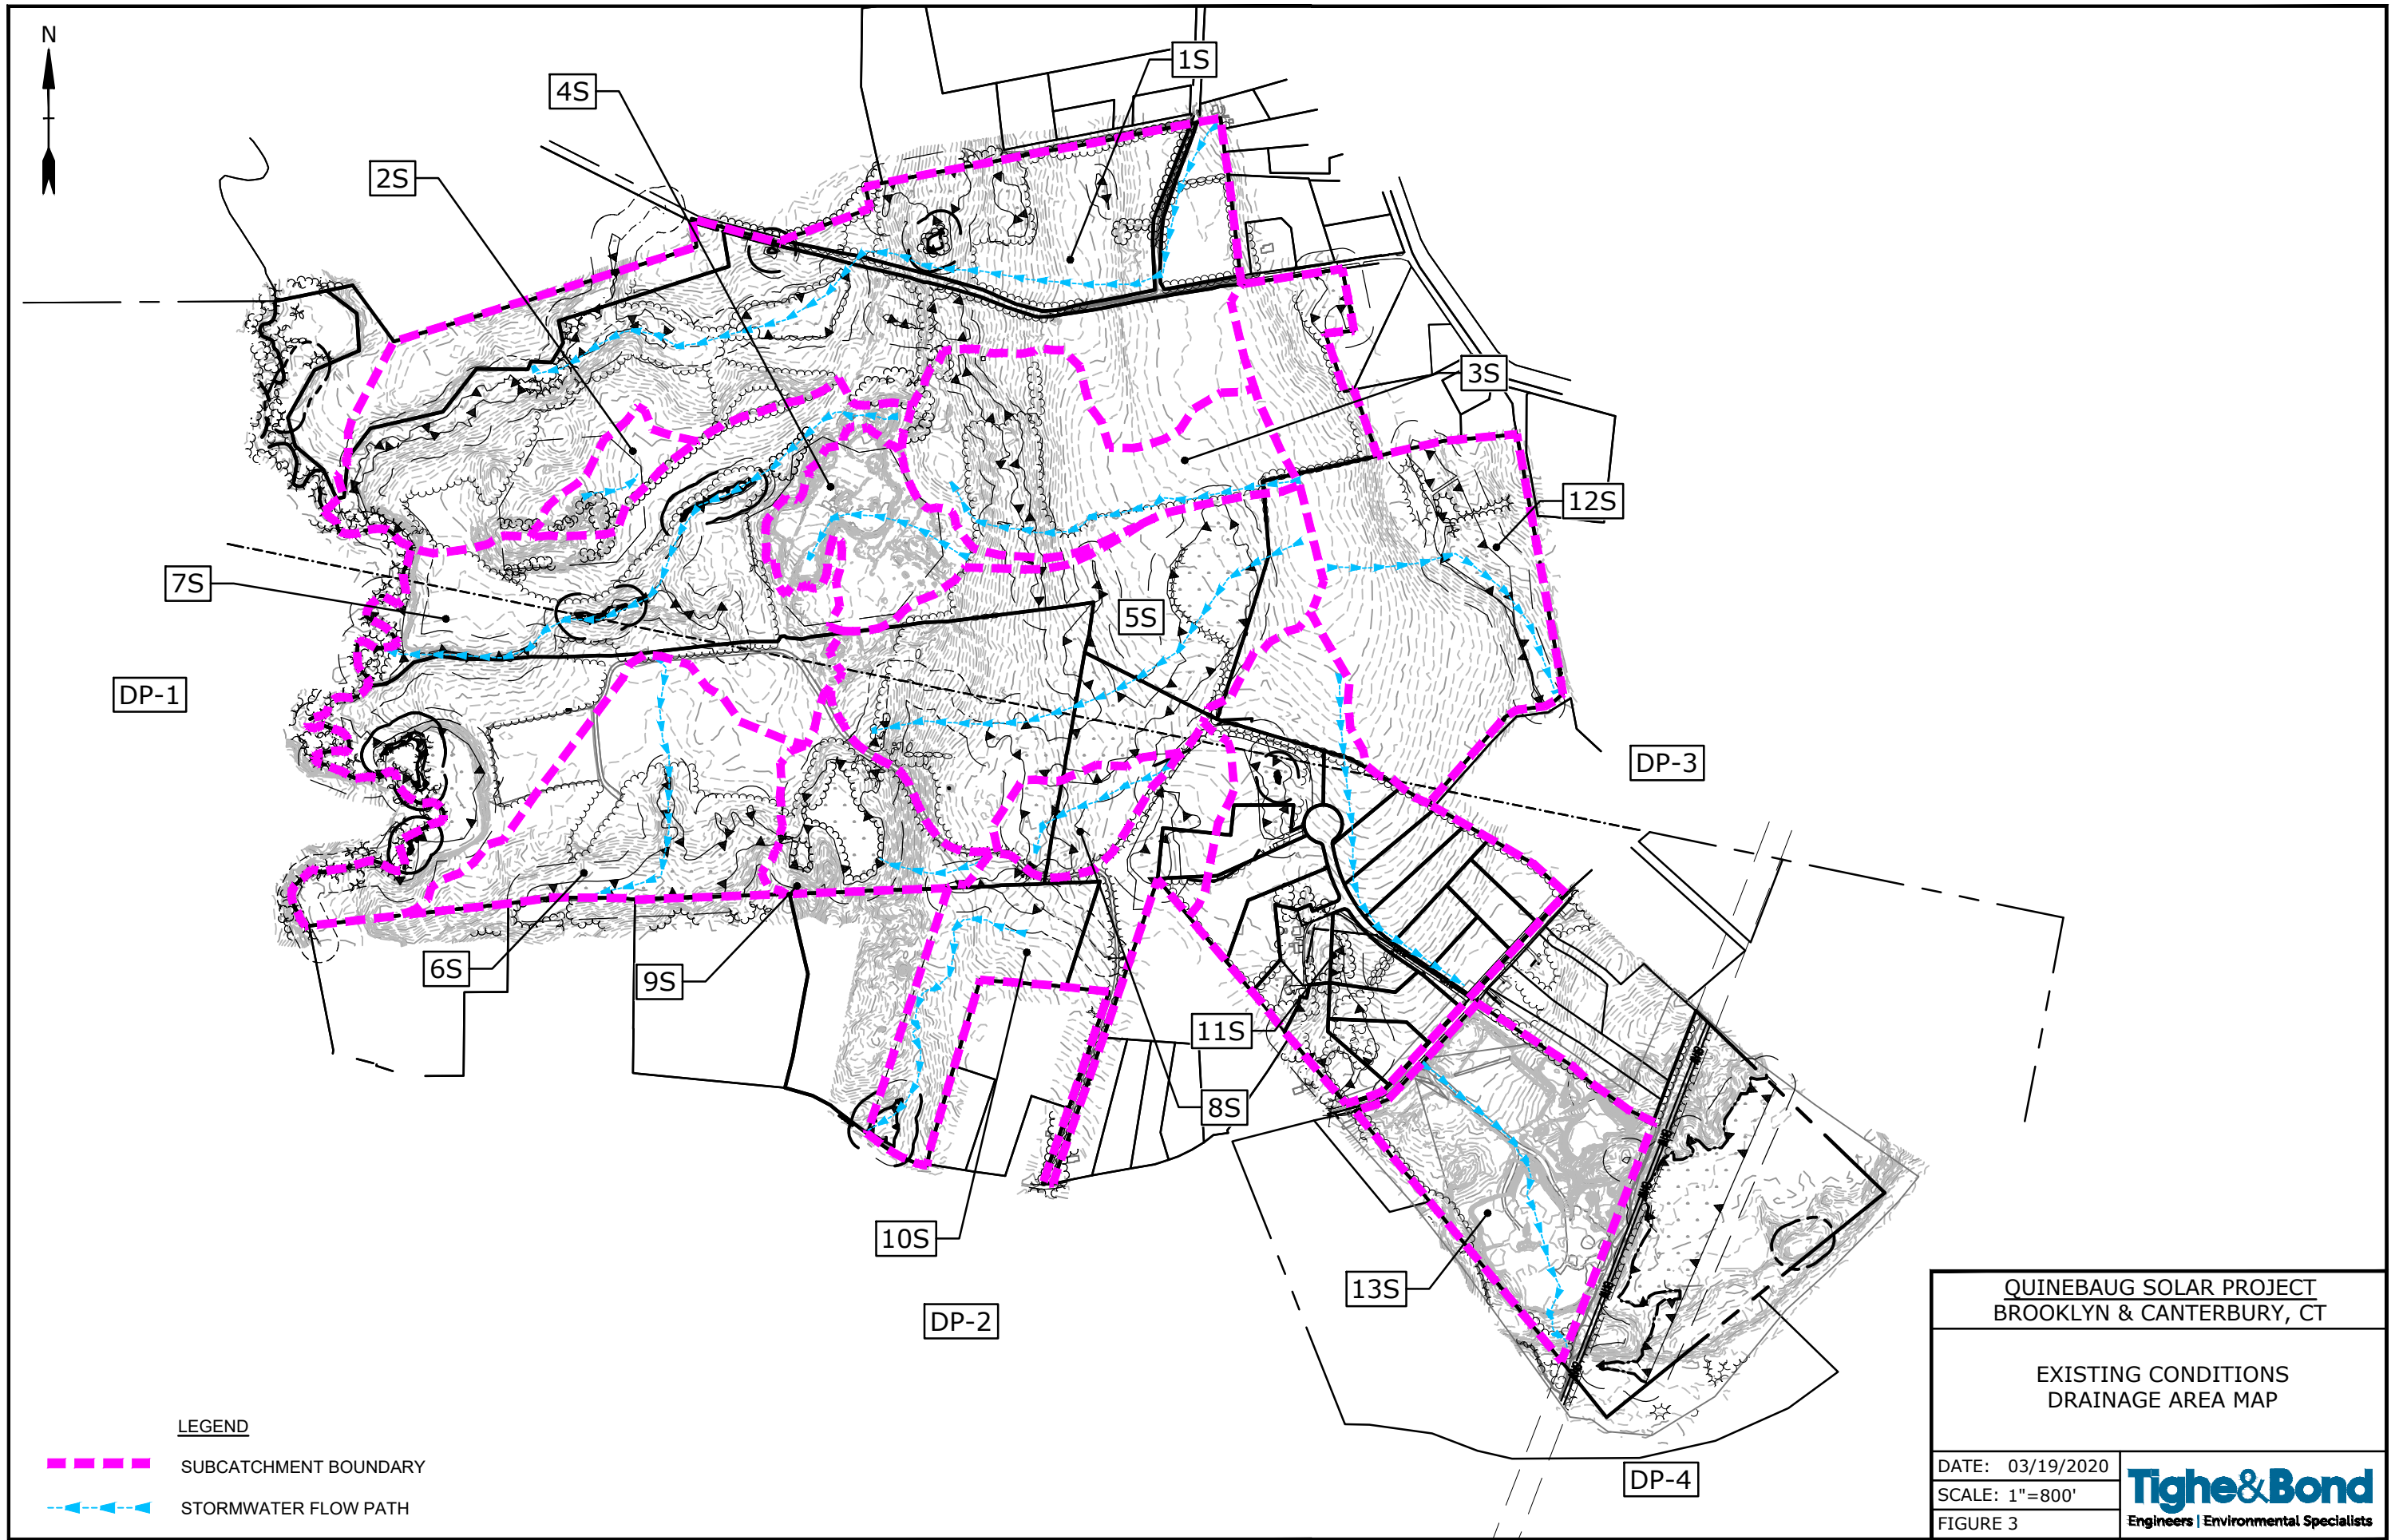 N
1S
4S
2S
3S
12S
7S
5S
DP-1
DP-3
6S
9S
11S
8S
10S
13S
DP-2
DP-4
LEGEND
SUBCATCHMENT BOUNDARY
STORMWATER FLOW PATH
QUINEBAUG SOLAR PROJECT
BROOKLYN & CANTERBURY, CT
EXISTING CONDITIONS
DRAINAGE AREA MAP
DATE: 03/19/2020
SCALE: 1"=800'
FIGURE 3
Tighe&Bond
Engineers | Environmental Specialists